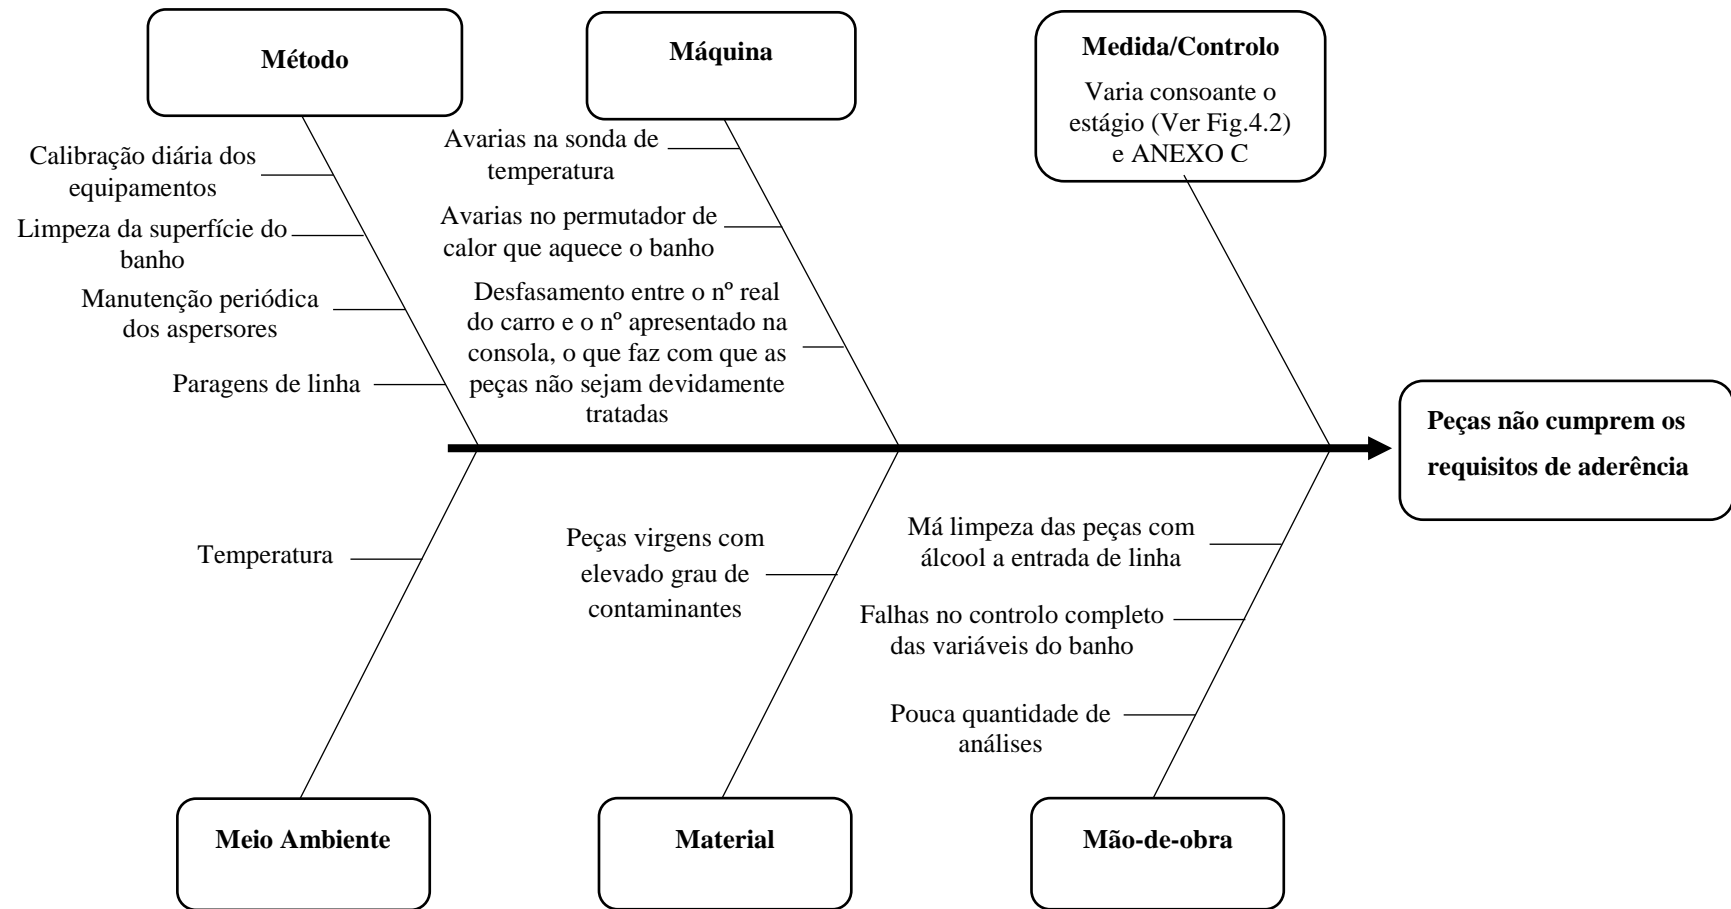 Método
Máquina
Medida/Controlo
Varia consoante o
estágio (Ver Fig.4.2)
e ANEXO C
Calibração diária dos
equipamentos
Limpeza da superfície do
banho
Manutenção periódica
dos aspersores
Paragens de linha
Avarias na sonda de
temperatura
Avarias no permutador de
calor que aquece o banho
Desfasamento entre o nº real
do carro e o nº apresentado na
consola, o que faz com que as
peças não sejam devidamente
tratadas
Peças não cumprem os
requisitos de aderência
Temperatura
Peças virgens com
elevado grau de
contaminantes
Má limpeza das peças com
álcool a entrada de linha
Falhas no controlo completo
das variáveis do banho
Pouca quantidade de
análises
Meio Ambiente
Material
Mão-de-obra